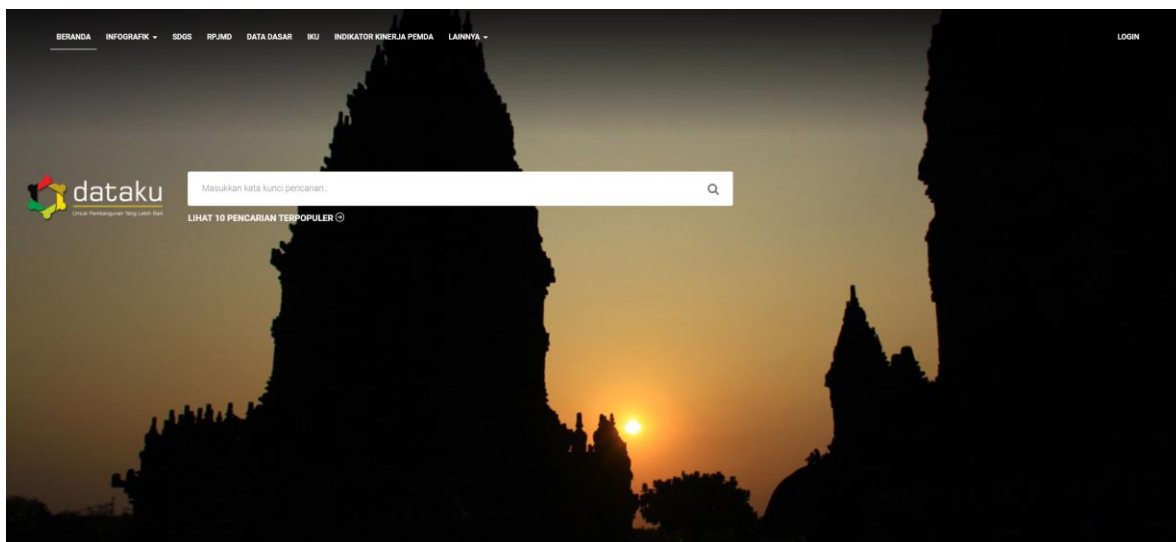 BERANDA INFOGRAFIK SDGS RPJMD DATA DASAR IKU INDIKATOR KINERJA PEMDA LAINNYA LOGIN
dataku
Untuk Pembangunan Yang Lebih Baik
Masukkan kata kunci pencarian..
LIHAT 10 PENCARIAN TERPOPULER